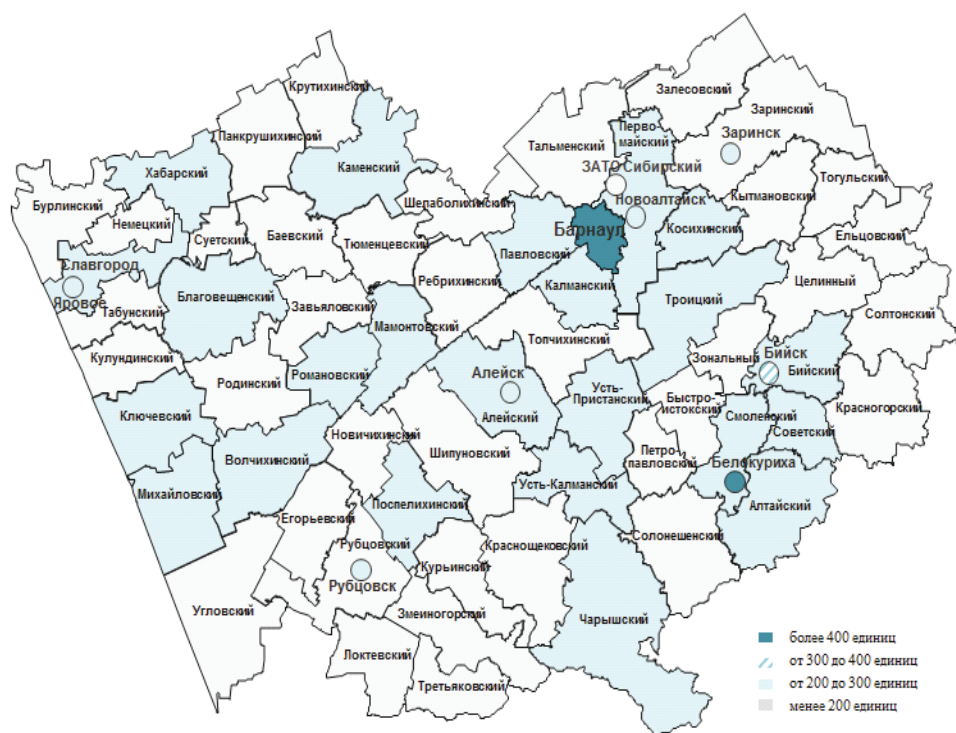 Крутихинский
Залесовский
Панкрушихинский
Заринский
Перво-
майский
Заринск
Тальменский
Каменский
ЗАТО Сибирский
Хабарский
Тогульский
Кытмановский
Шелаболихинский
Новоалтайск
Бурлинский
Немецкий
Барнаул
Косихинский
Ельцовский
Суетский
Баевский
Тюменцевский
Павловский
Славгород
Ребрихинский
Целинный
Калманский
Благовещенский
Троицкий
Яровое
Табунский
Завьяловский
Солтонский
Мамонтовский
Топчихинский
Кулундинский
Зональный
Бийск
Бийский
Романовский
Алейск
Родинский
Усть-
Пристанский
Быстро-
истокский
Красногорский
Ключевский
Алейский
Смоленский
Советский
Новичихинский
Шипуновский
Петро-
павловский
Волчихинский
Белокуриха
Усть-Калманский
Михайловский
Поспелихинский
Алтайский
Егорьевский
Солонешенский
Рубцовский
Краснощековский
Курьинский
Рубцовск
Угловский
Змеиногорский
Чарышский
Локтевский
Третьяковский
более 400 единиц
от 300 до 400 единиц
от 200 до 300 единиц
менее 200 единиц